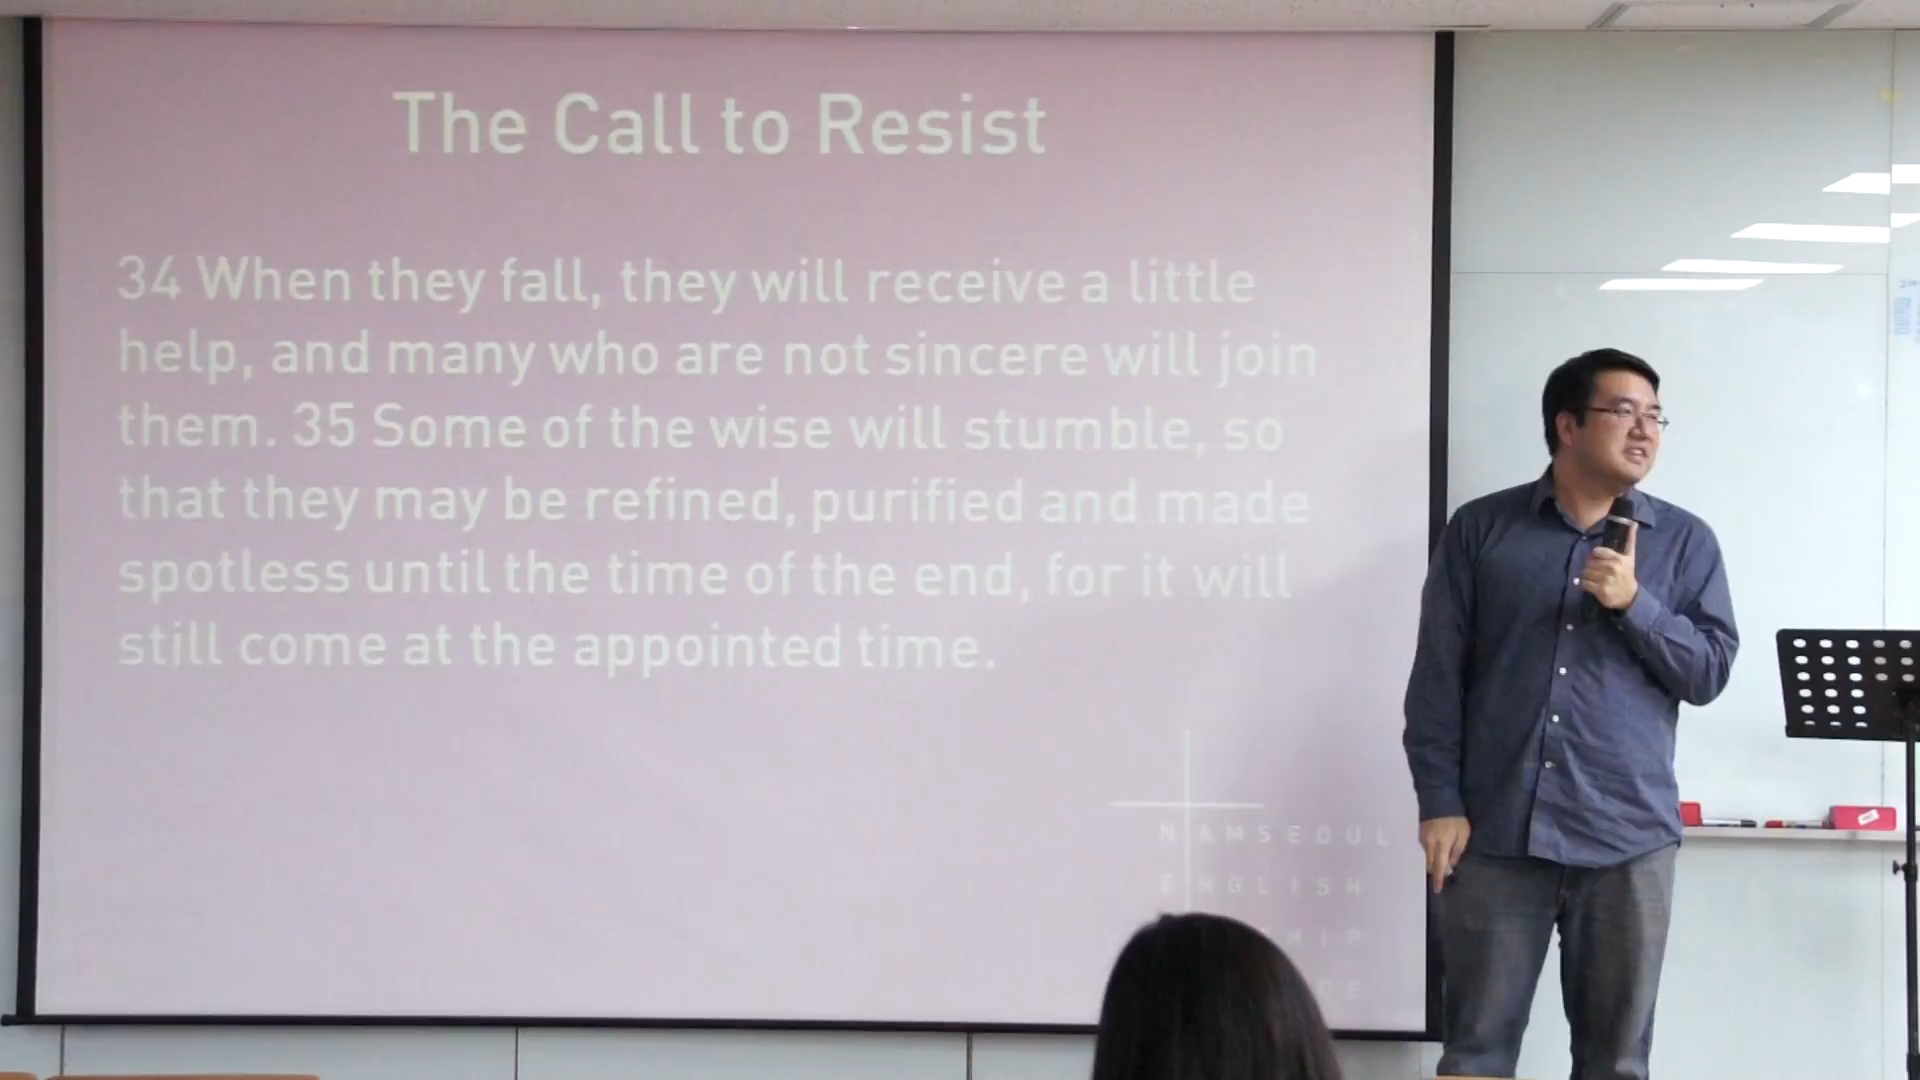 The Call to Resist
34 When they fall, they will receive a little
help, and many who are not sincere will join
them. 35 Some of the wise will stumble, so
that they may be refined, purified and made
spotless until the time of the end, for it will
still come at the appointed time.
NAMSEOUL
ENGLISH